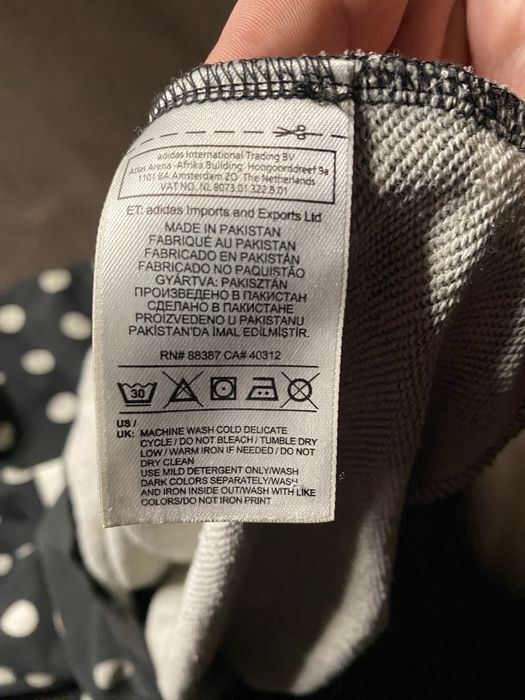 adidas International Trading BV
Adas Arena -Afrika Building, Hoogoorddreef 9a
1101 BA Amsterdam ZO The Netherlands
VAT NO. NL 8073.01.322.B.01
ET: adidas Imports and Exports Ltd
MADE IN PAKISTAN
FABRIQUÉ AU PAKISTAN
FABRICADO EN PAKISTÁN
FABRICADO NO PAQUISTÃO
GYÁRTVA: PAKISZTÁN
ПРОИЗВЕДЕНО В ПАКИСТАН
СДЕЛАНО В ПАКИСТАНЕ
PROIZVEDENO U PAKISTANU
PAKİSTAN'DA İMAL EDİLMİŞTİR.
RN# 88387 CA# 40312
30
US /
UK: MACHINE WASH COLD DELICATE
CYCLE / DO NOT BLEACH / TUMBLE DRY
LOW / WARM IRON IF NEEDED / DO NOT
DRY CLEAN
USE MILD DETERGENT ONLY/WASH
DARK COLORS SEPARATELY/WASH
AND IRON INSIDE OUT/WASH WITH LIKE
COLORS/DO NOT IRON PRINT